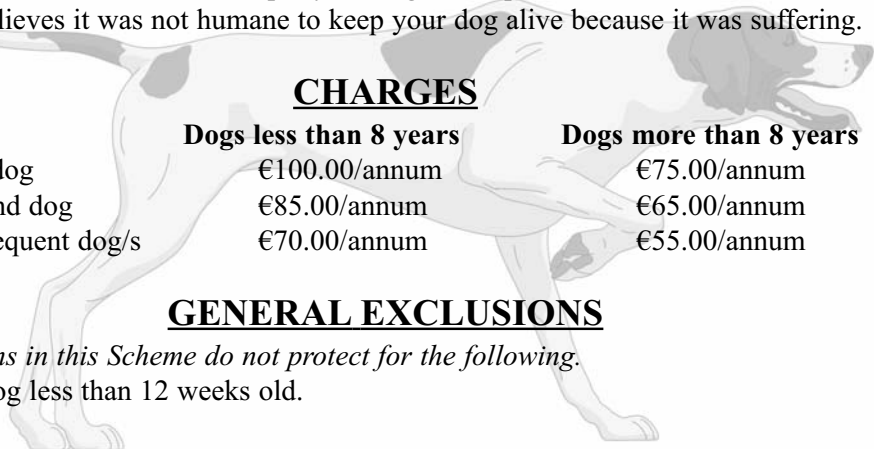 lieves it was not humane to keep your dog alive because it was suffering.
CHARGES
Dogs less than 8 years Dogs more than 8 years
dog €100.00/annum €75.00/annum
nd dog €85.00/annum €65.00/annum
equent dog/s €70.00/annum €55.00/annum
GENERAL EXCLUSIONS
ns in this Scheme do not protect for the following.
og less than 12 weeks old.